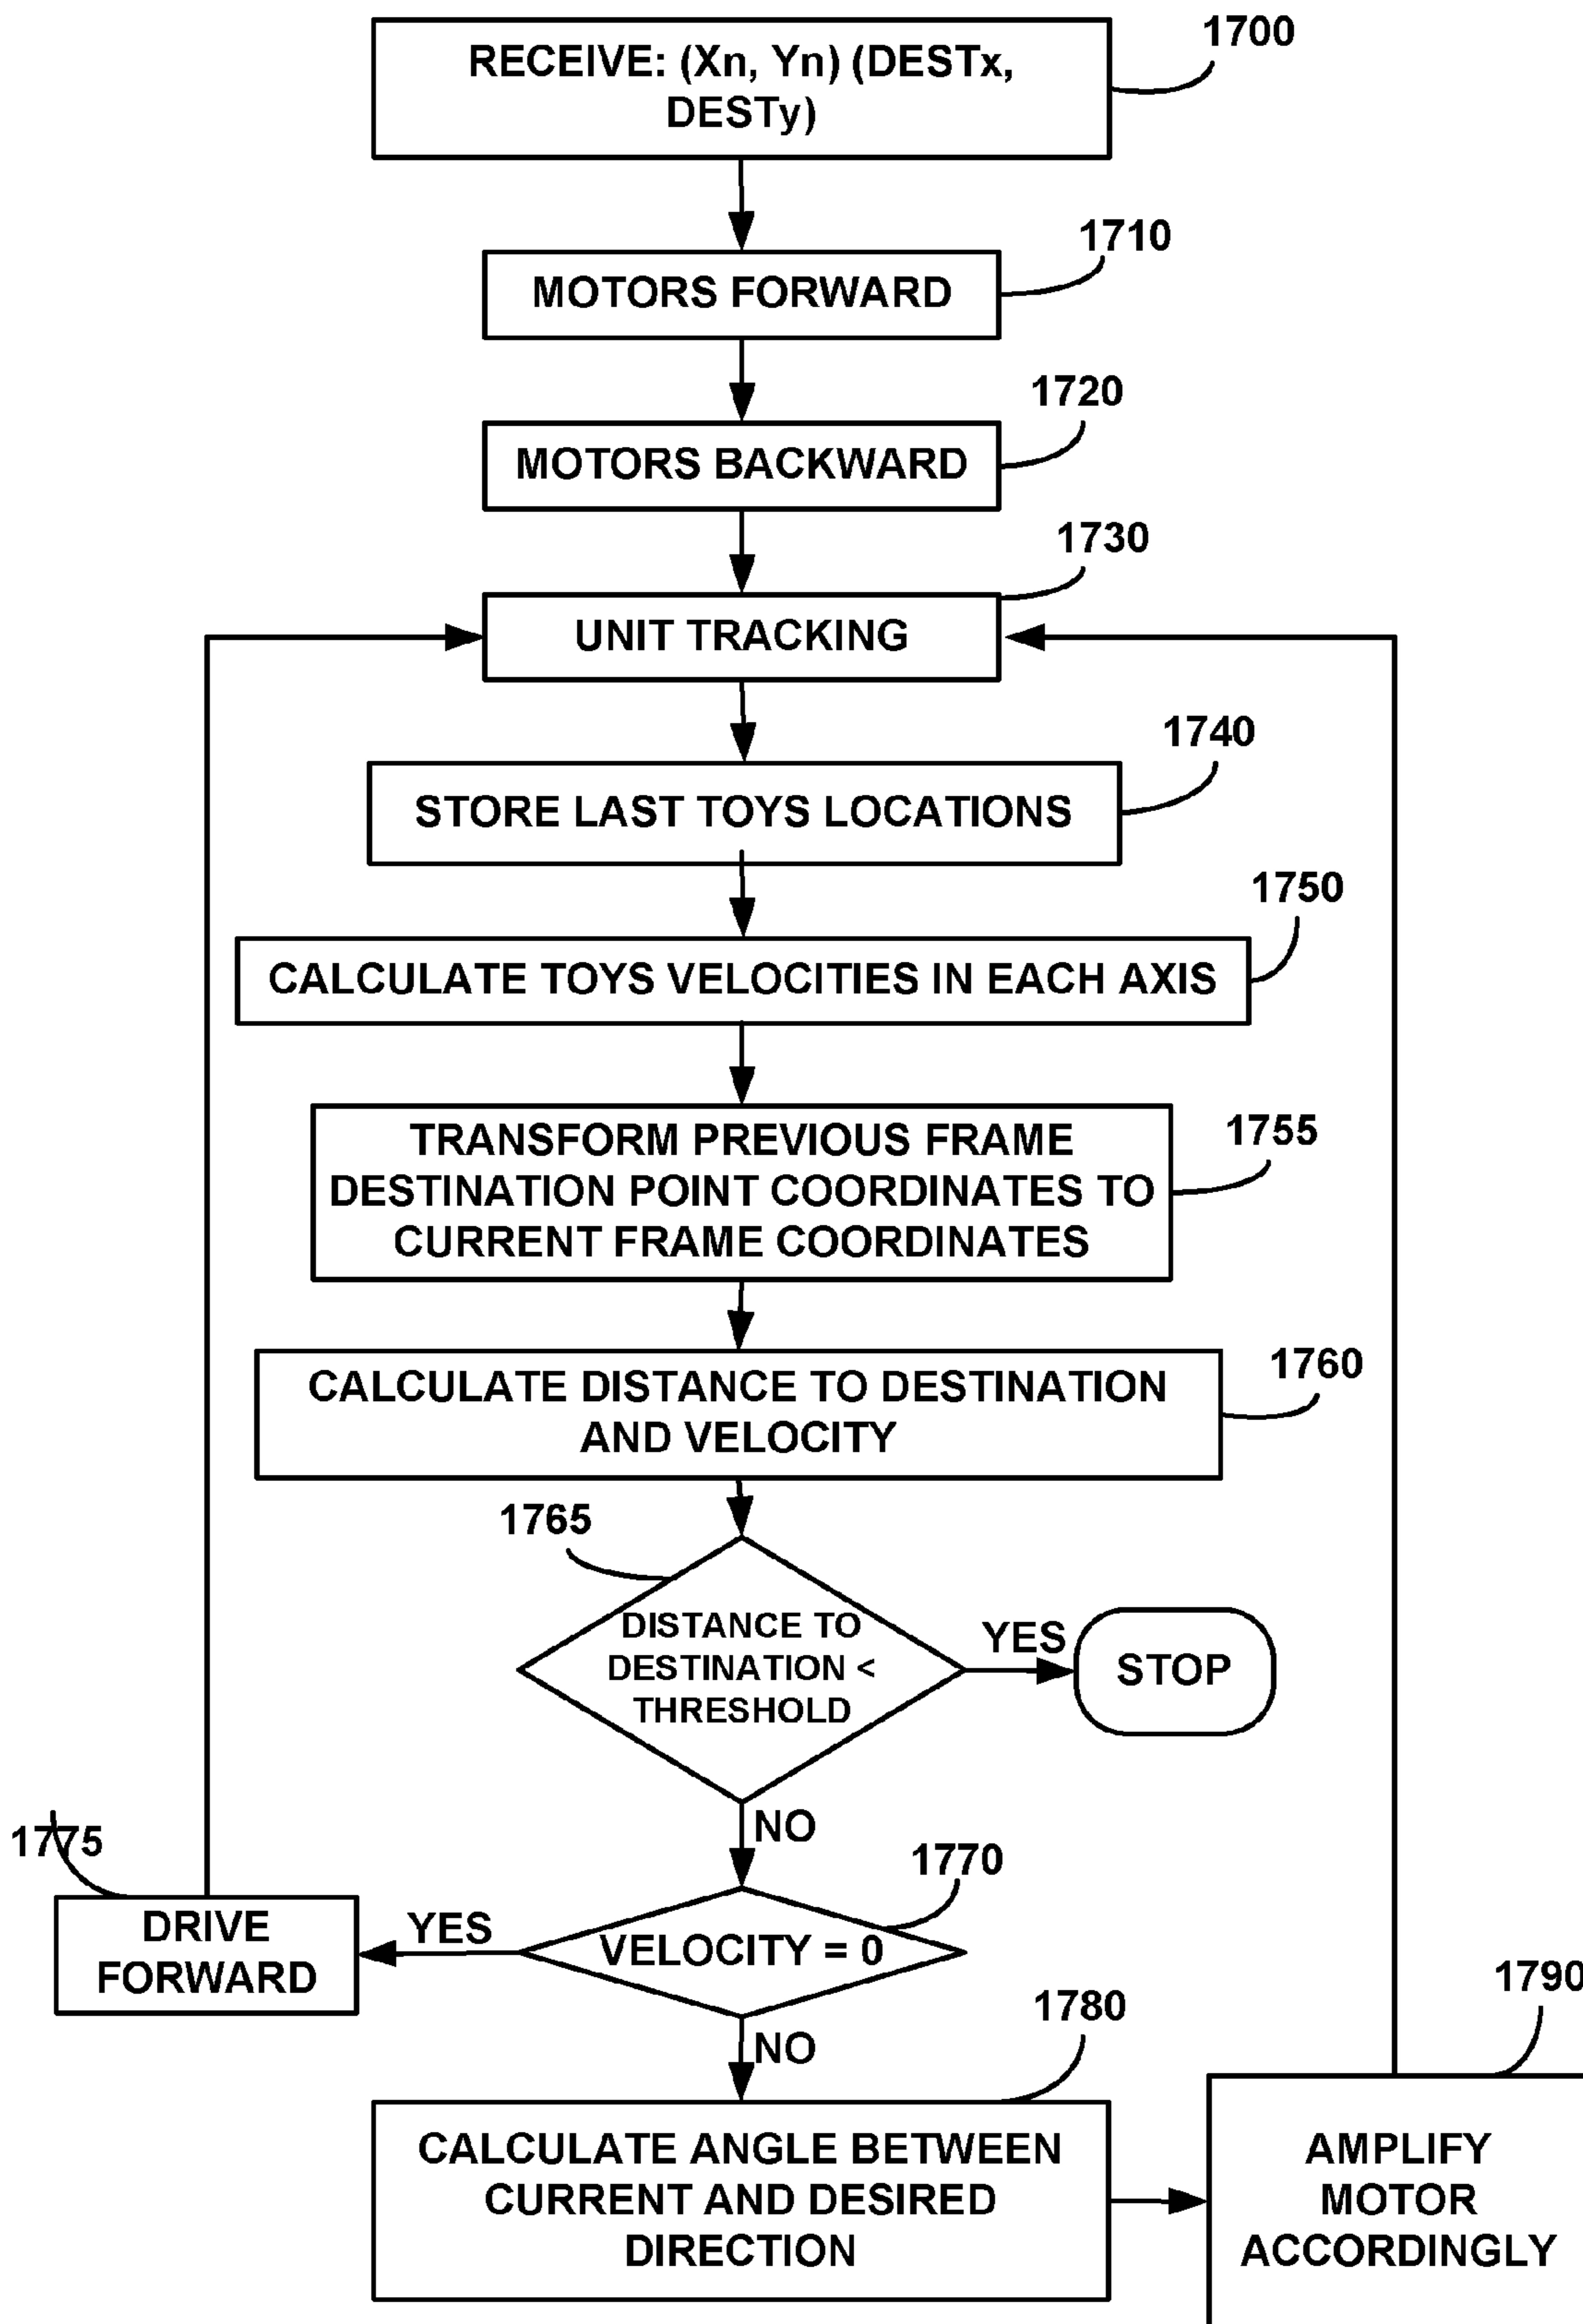 1700
RECEIVE: (Xn, Yn) (DESTx,
DESTy)
1710
MOTORS FORWARD
1720
MOTORS BACKWARD
1730
UNIT TRACKING
1740
STORE LAST TOYS LOCATIONS
1750
CALCULATE TOYS VELOCITIES IN EACH AXIS
1755
TRANSFORM PREVIOUS FRAME
DESTINATION POINT COORDINATES TO
CURRENT FRAME COORDINATES
1760
CALCULATE DISTANCE TO DESTINATION
AND VELOCITY
1765
DISTANCE TO
DESTINATION <
THRESHOLD
YES
STOP
NO
1775
1770
DRIVE
FORWARD
YES
VELOCITY = 0
1790
1780
NO
CALCULATE ANGLE BETWEEN
CURRENT AND DESIRED
DIRECTION
AMPLIFY
MOTOR
ACCORDINGLY